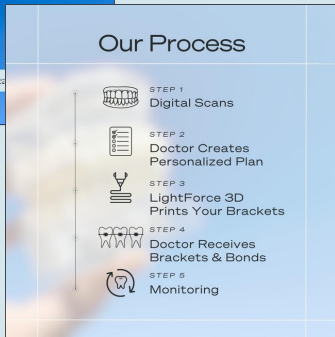 Our Process
STEP 1
Digital Scans
STEP 2
Doctor Creates
Personalized Plan
STEP 3
LightForce 3D
Prints Your Brackets
STEP 4
Doctor Receives
Brackets & Bonds
STEP 5
Monitoring